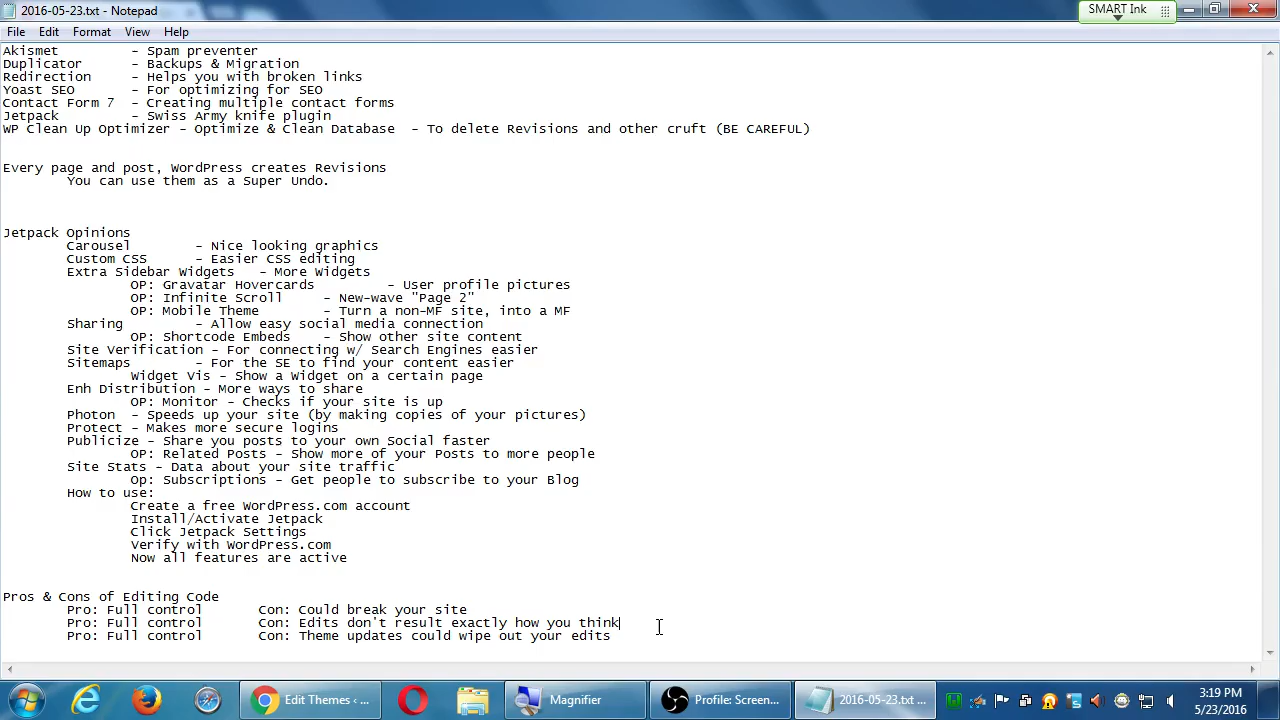 2016-05-23.txt - Notepad
SMART Ink
File Edit Format View Help
Akismet - Spam preventer
Duplicator - Backups & Migration
Redirection - Helps you with broken links
Yoast SEO - For optimizing for SEO
Contact Form 7 - Creating multiple contact forms
Jetpack - Swiss Army knife plugin
WP Clean Up Optimizer - Optimize & Clean Database - To delete Revisions and other cruft (BE CAREFUL)
Every page and post, WordPress creates Revisions
You can use them as a Super Undo.
Jetpack Opinions
Carousel - Nice looking graphics
Custom CSS - Easier CSS editing
Extra Sidebar Widgets - More Widgets
OP: Gravatar Hovercards - User profile pictures
OP: Infinite Scroll - New-wave "Page 2"
OP: Mobile Theme - Turn a non-MF site, into a MF
Sharing - Allow easy social media connection
OP: Shortcode Embeds - Show other site content
Site Verification - For connecting w/ Search Engines easier
Sitemaps - For the SE to find your content easier
Widget Vis - Show a Widget on a certain page
Enh Distribution - More ways to share
OP: Monitor - Checks if your site is up
Photon - Speeds up your site (by making copies of your pictures)
Protect - Makes more secure logins
Publicize - Share you posts to your own Social faster
OP: Related Posts - Show more of your Posts to more people
Site Stats - Data about your site traffic
Op: Subscriptions - Get people to subscribe to your Blog
How to use:
Create a free WordPress.com account
Install/Activate Jetpack
Click Jetpack Settings
Verify with WordPress.com
Now all features are active
Pros & Cons of Editing Code
Pro: Full control Con: Could break your site
Pro: Full control Con: Edits don't result exactly how you think
Pro: Full control Con: Theme updates could wipe out your edits
Edit Themes ‹ ...
Magnifier
Profile: Screen...
2016-05-23.txt ...
3:19 PM
5/23/2016